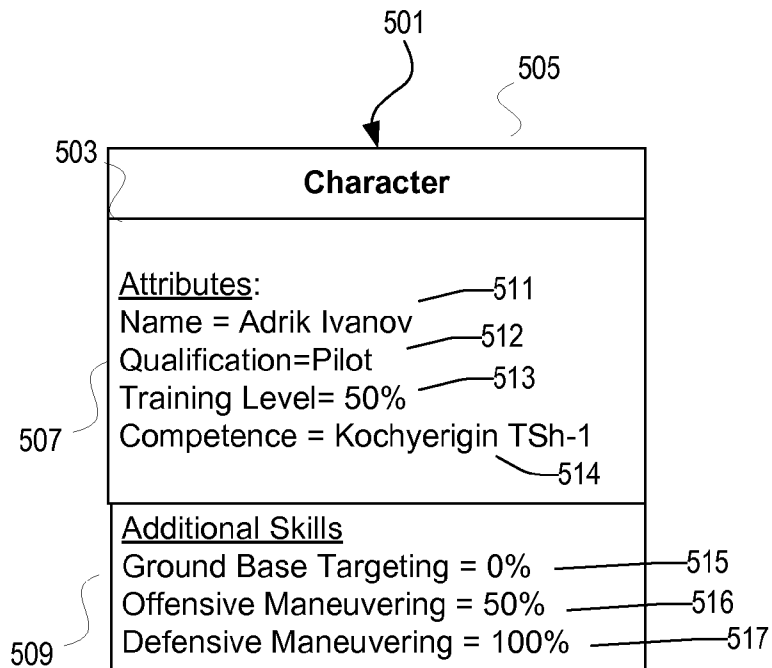 501
505
503
Character
Attributes:
Name = Adrik Ivanov
511
Qualification=Pilot
512
Training Level= 50%
513
507
Competence = Kochyerigin TSh-1
514
Additional Skills
Ground Base Targeting = 0%
515
Offensive Maneuvering = 50%
516
509
Defensive Maneuvering = 100%
517